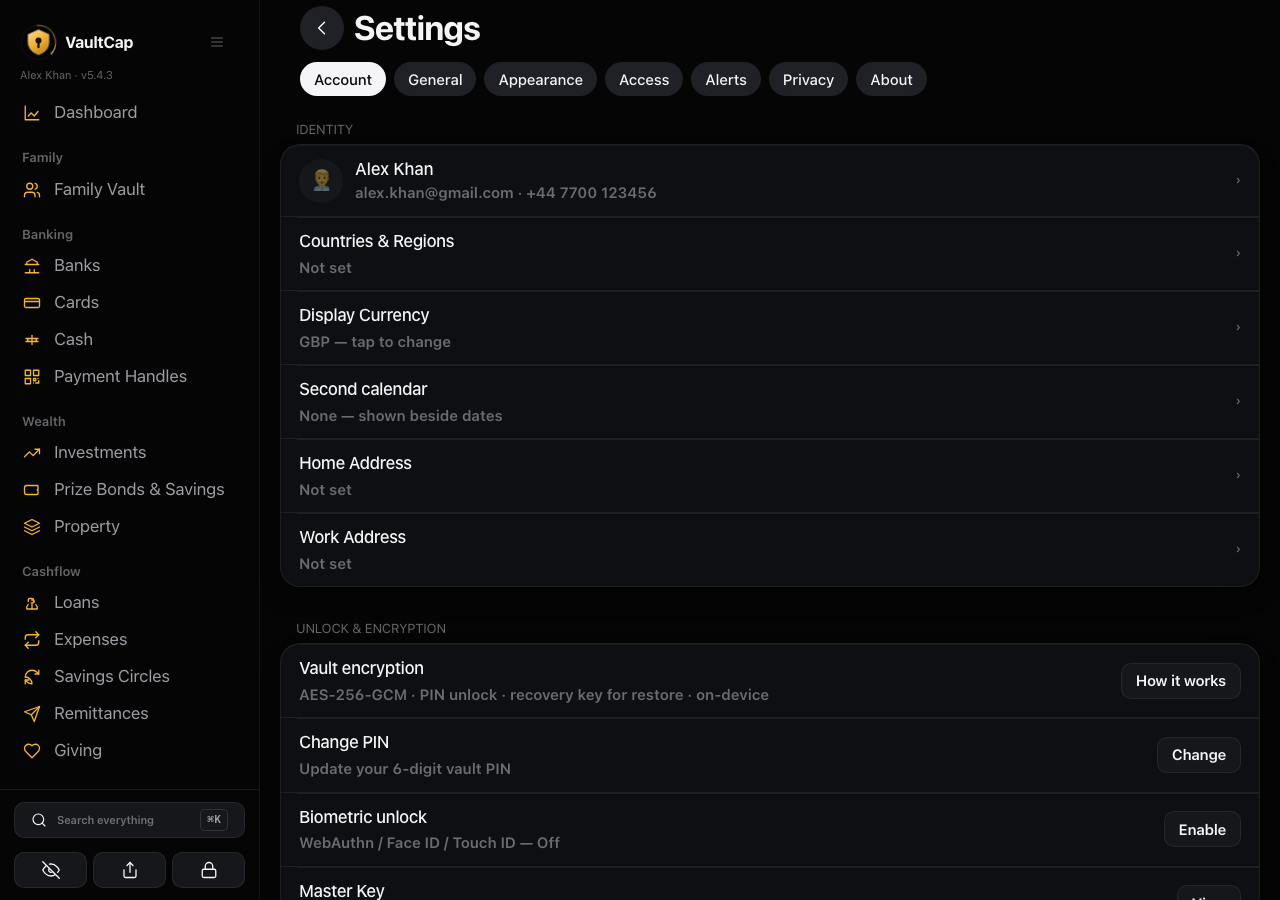 VaultCap
Alex Khan · v5.4.3
Dashboard
Family
Family Vault
Banking
Banks
Cards
Cash
Payment Handles
Wealth
Investments
Prize Bonds & Savings
Property
Cashflow
Loans
Expenses
Savings Circles
Remittances
Giving
Search everything ⌘K
Settings
Account General Appearance Access Alerts Privacy About
IDENTITY
Alex Khan
alex.khan@gmail.com · +44 7700 123456
Countries & Regions
Not set
Display Currency
GBP — tap to change
Second calendar
None — shown beside dates
Home Address
Not set
Work Address
Not set
UNLOCK & ENCRYPTION
Vault encryption
AES-256-GCM · PIN unlock · recovery key for restore · on-device
How it works
Change PIN
Update your 6-digit vault PIN
Change
Biometric unlock
WebAuthn / Face ID / Touch ID — Off
Enable
Master Key